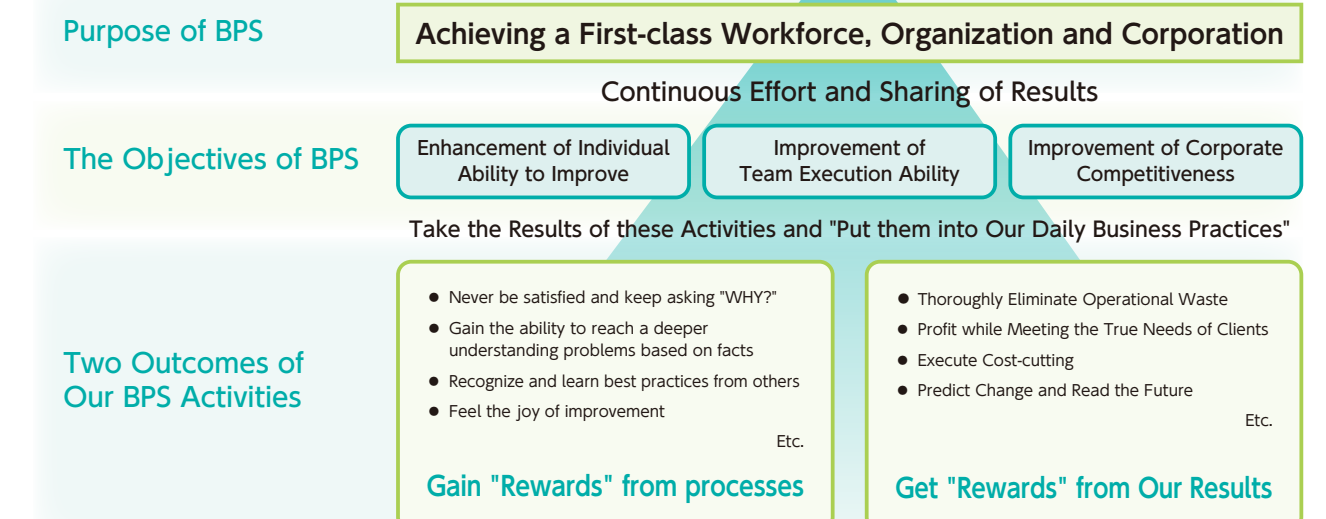 Purpose of BPS
Achieving a First-class Workforce, Organization and Corporation
Continuous Effort and Sharing of Results
The Objectives of BPS
Enhancement of Individual
Ability to Improve
Improvement of
Team Execution Ability
Improvement of Corporate
Competitiveness
Take the Results of these Activities and "Put them into Our Daily Business Practices"
Two Outcomes of
Our BPS Activities
● Never be satisfied and keep asking "WHY?"
● Gain the ability to reach a deeper
understanding problems based on facts
● Recognize and learn best practices from others
● Feel the joy of improvement
Etc.
Gain "Rewards" from processes
● Thoroughly Eliminate Operational Waste
● Profit while Meeting the True Needs of Clients
● Execute Cost-cutting
● Predict Change and Read the Future
Etc.
Get "Rewards" from Our Results